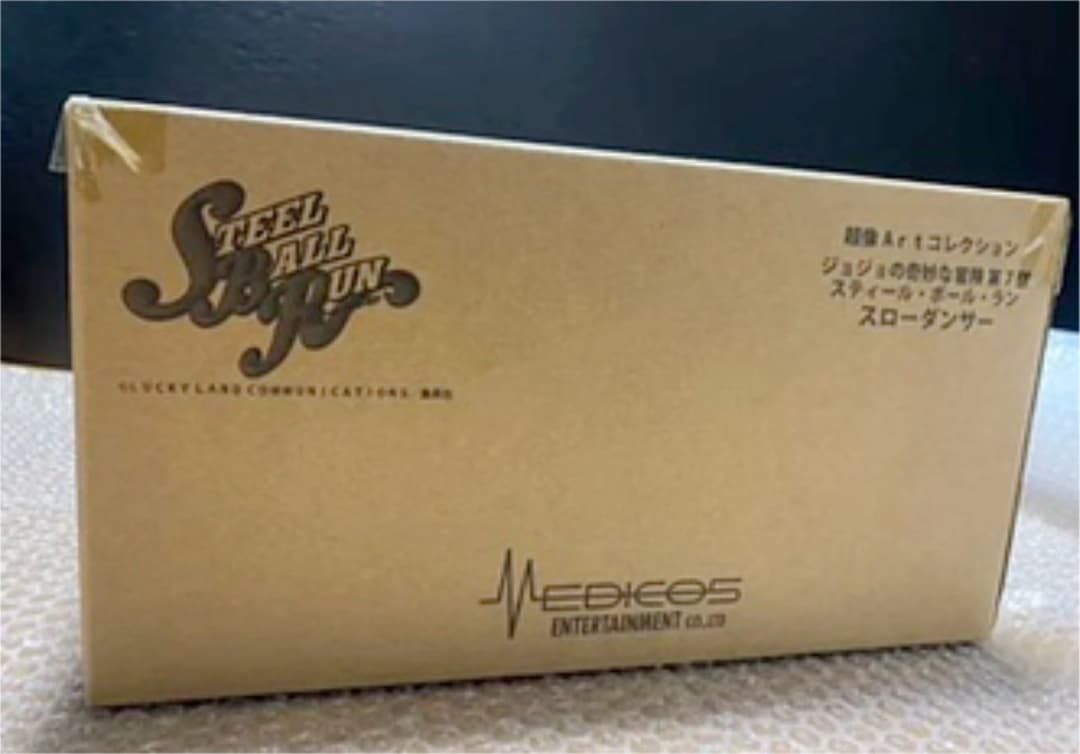 STEEL
BALL
RUN
©LUCKY LAND COMMUNICATIONS/集英社
超像Artコレクション
ジョジョの奇妙な冒険 第7部
スティール・ボール・ラン
スローダンサー
MEDICOS
ENTERTAINMENT CO.,LTD